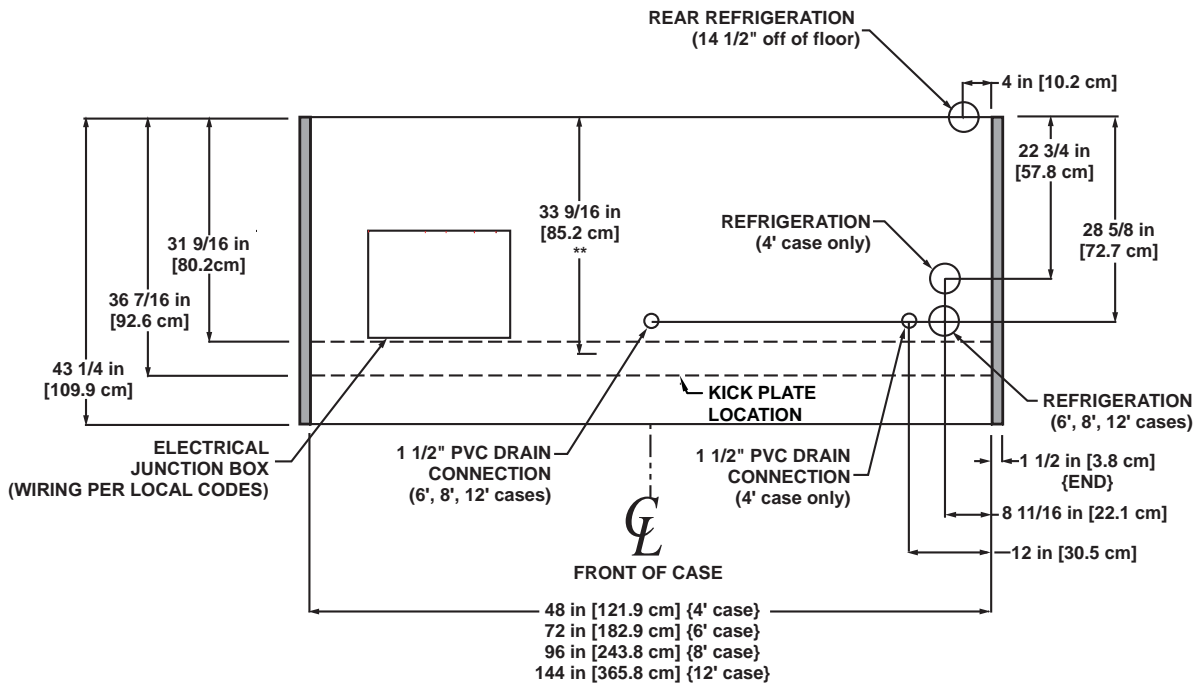 REAR REFRIGERATION
(14 1/2" off of floor)
4 in [10.2 cm]
22 3/4 in
[57.8 cm]
33 9/16 in
[85.2 cm]
**
REFRIGERATION
(4' case only)
28 5/8 in
[72.7 cm]
31 9/16 in
[80.2cm]
36 7/16 in
[92.6 cm]
43 1/4 in
[109.9 cm]
KICK PLATE
LOCATION
REFRIGERATION
(6', 8', 12' cases)
ELECTRICAL
JUNCTION BOX
(WIRING PER LOCAL CODES)
1 1/2" PVC DRAIN
CONNECTION
(6', 8', 12' cases)
1 1/2" PVC DRAIN
CONNECTION
(4' case only)
1 1/2 in [3.8 cm]
{END}
8 11/16 in [22.1 cm]
12 in [30.5 cm]
CL
FRONT OF CASE
48 in [121.9 cm] {4' case}
72 in [182.9 cm] {6' case}
96 in [243.8 cm] {8' case}
144 in [365.8 cm] {12' case}